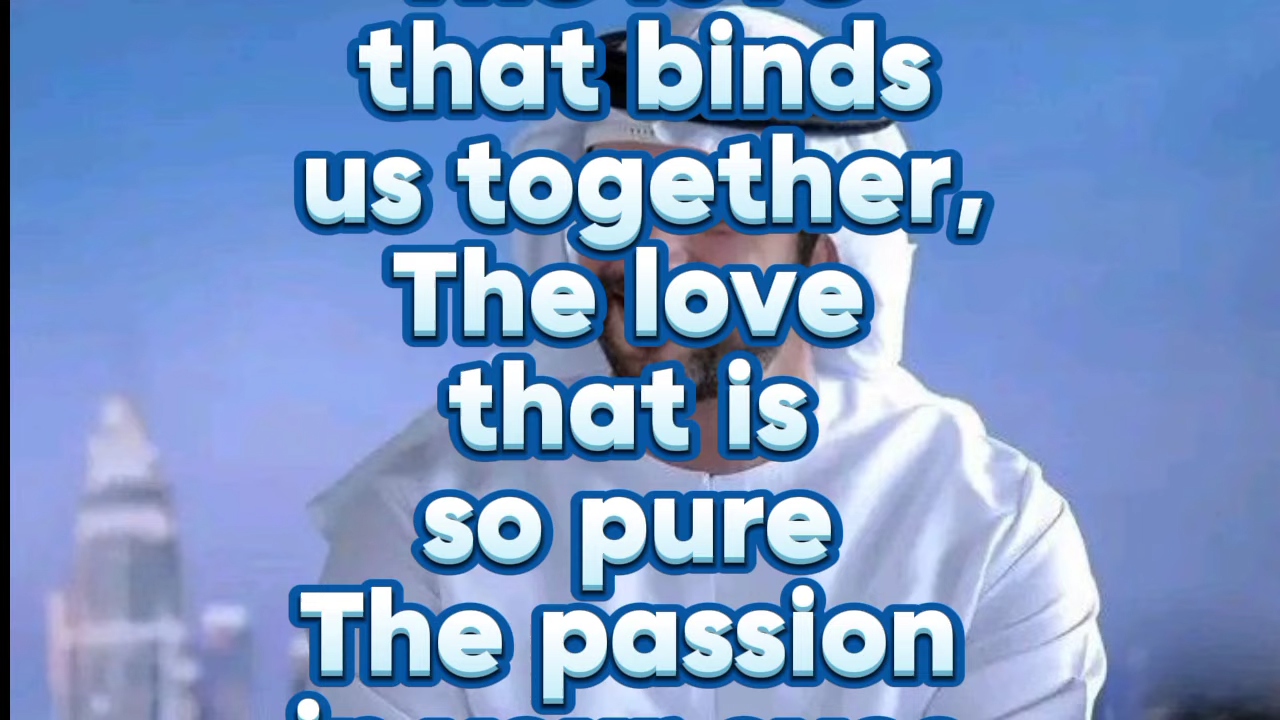 that binds
us together,
The love
that is
so pure
The passion